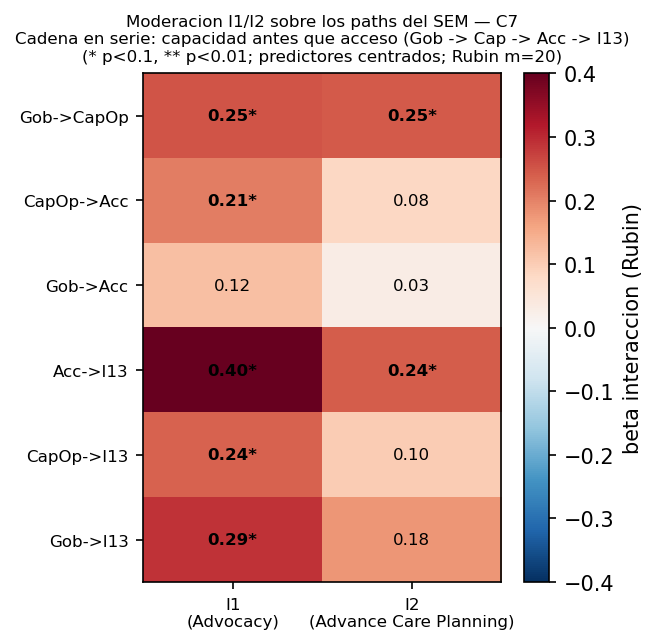 Moderacion I1/I2 sobre los paths del SEM — C7
Cadena en serie: capacidad antes que acceso (Gob -> Cap -> Acc -> I13)
(* p<0.1, ** p<0.01; predictores centrados; Rubin m=20)
Gob->CapOp 0.25* 0.25*
CapOp->Acc 0.21* 0.08
Gob->Acc 0.12 0.03
Acc->I13 0.40* 0.24*
CapOp->I13 0.24* 0.10
Gob->I13 0.29* 0.18
I1 I2
(Advocacy) (Advance Care Planning)
0.4
0.3
0.2
0.1
0.0
−0.1
−0.2
−0.3
−0.4
beta interaccion (Rubin)